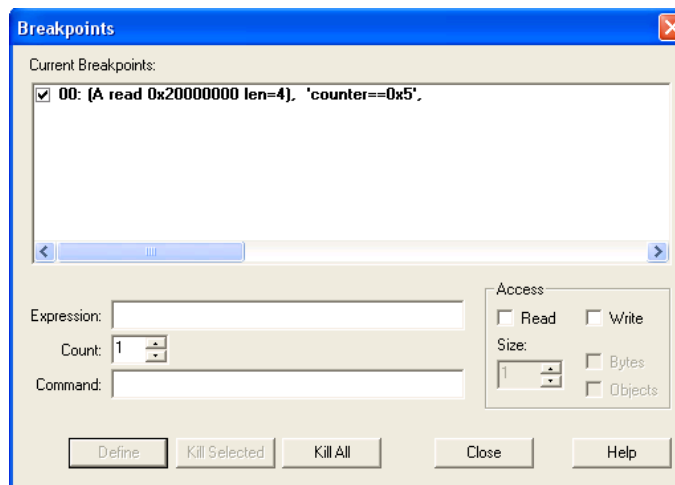 Breakpoints
Current Breakpoints:
00: (A read 0x20000000 len=4), 'counter==0x5',
Access
Expression:
Read
Write
Count:
1
Size:
1
Bytes
Command:
Objects
Define
Kill Selected
Kill All
Close
Help